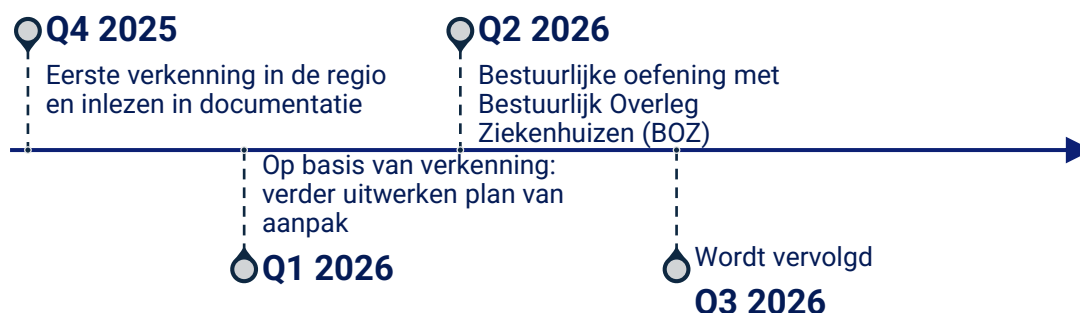 Q4 2025
Eerste verkenning in de regio
en inlezen in documentatie
Op basis van verkenning:
verder uitwerken plan van
aanpak
Q1 2026
Q2 2026
Bestuurlijke oefening met
Bestuurlijk Overleg
Ziekenhuizen (BOZ)
Wordt vervolgd
Q3 2026